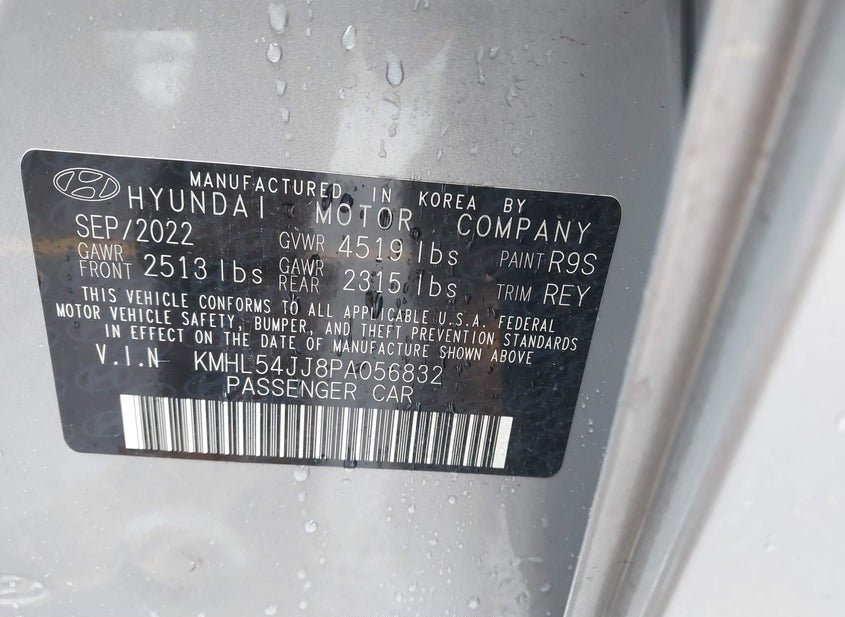 MANUFACTURED IN KOREA BY
HYUNDAI MOTOR COMPANY
SEP/2022 GVWR 4519 lbs PAINT R9S
GAWR FRONT 2513 lbs GAWR REAR 2315 lbs TRIM REY
THIS VEHICLE CONFORMS TO ALL APPLICABLE U.S.A. FEDERAL
MOTOR VEHICLE SAFETY, BUMPER, AND THEFT PREVENTION STANDARDS
IN EFFECT ON THE DATE OF MANUFACTURE SHOWN ABOVE
V.I.N KMHL54JJ8PA056832
PASSENGER CAR